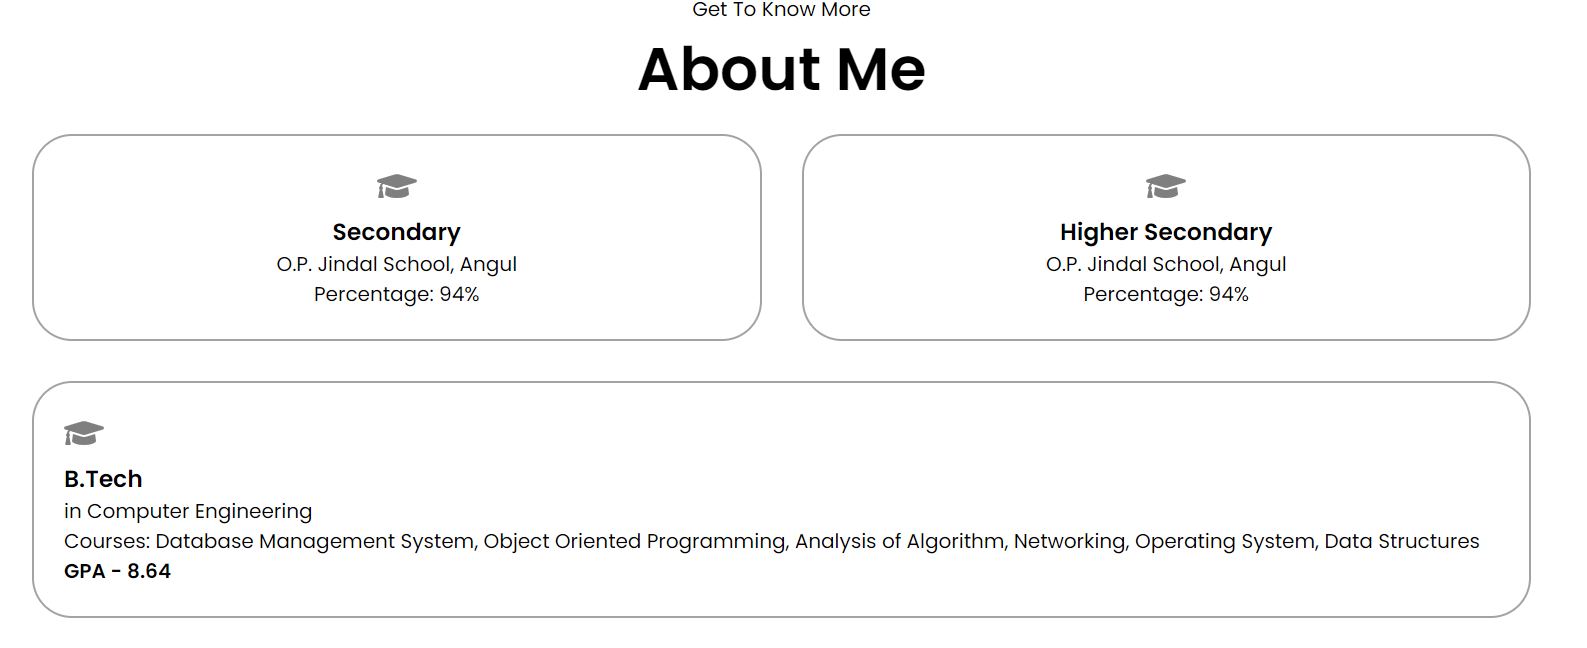 Get To Know More
About Me
Secondary
O.P. Jindal School, Angul
Percentage: 94%
Higher Secondary
O.P. Jindal School, Angul
Percentage: 94%
B.Tech
in Computer Engineering
Courses: Database Management System, Object Oriented Programming, Analysis of Algorithm, Networking, Operating System, Data Structures
GPA - 8.64